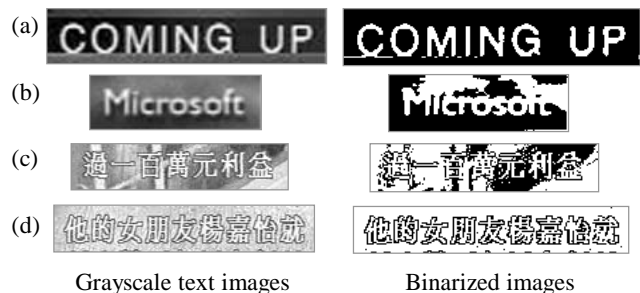 (a) COMING UP COMING UP
(b) Microsoft Microsoft
(c) 過一百萬元利益 過一百萬元利益
(d) 他的女朋友楊嘉怡就 他的女朋友楊嘉怡就
Grayscale text images Binarized images